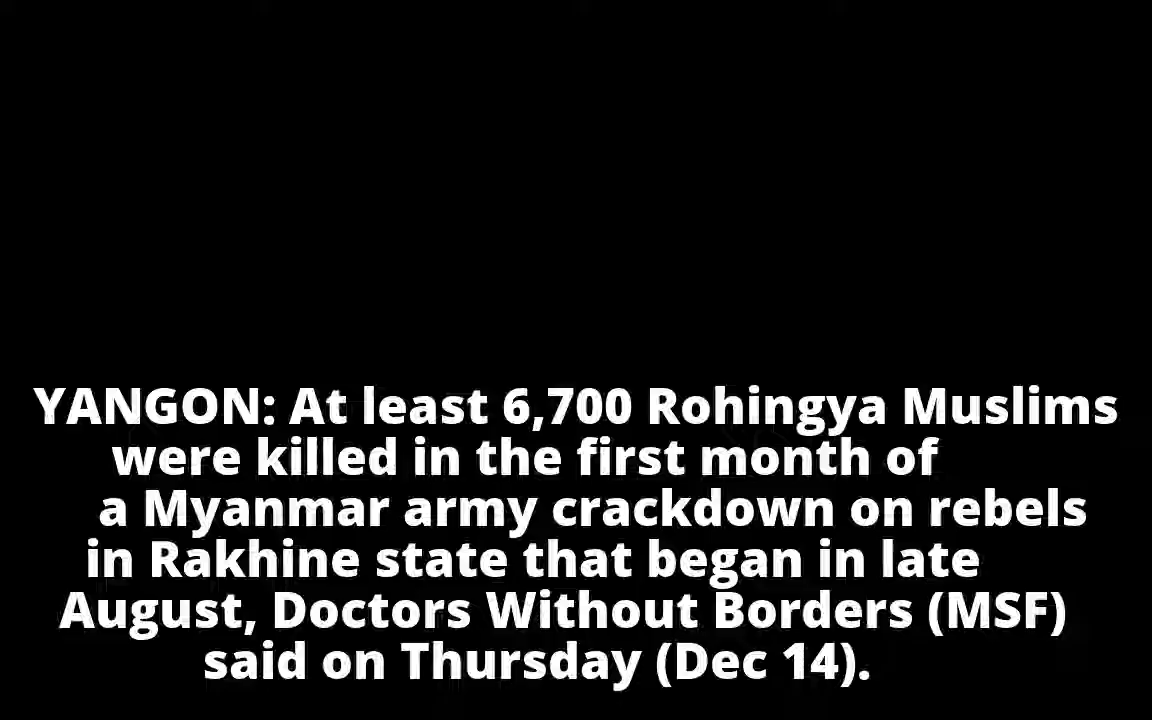 YANGON: At least 6,700 Rohingya Muslims
were killed in the first month of
a Myanmar army crackdown on rebels
in Rakhine state that began in late
August, Doctors Without Borders (MSF)
said on Thursday (Dec 14).